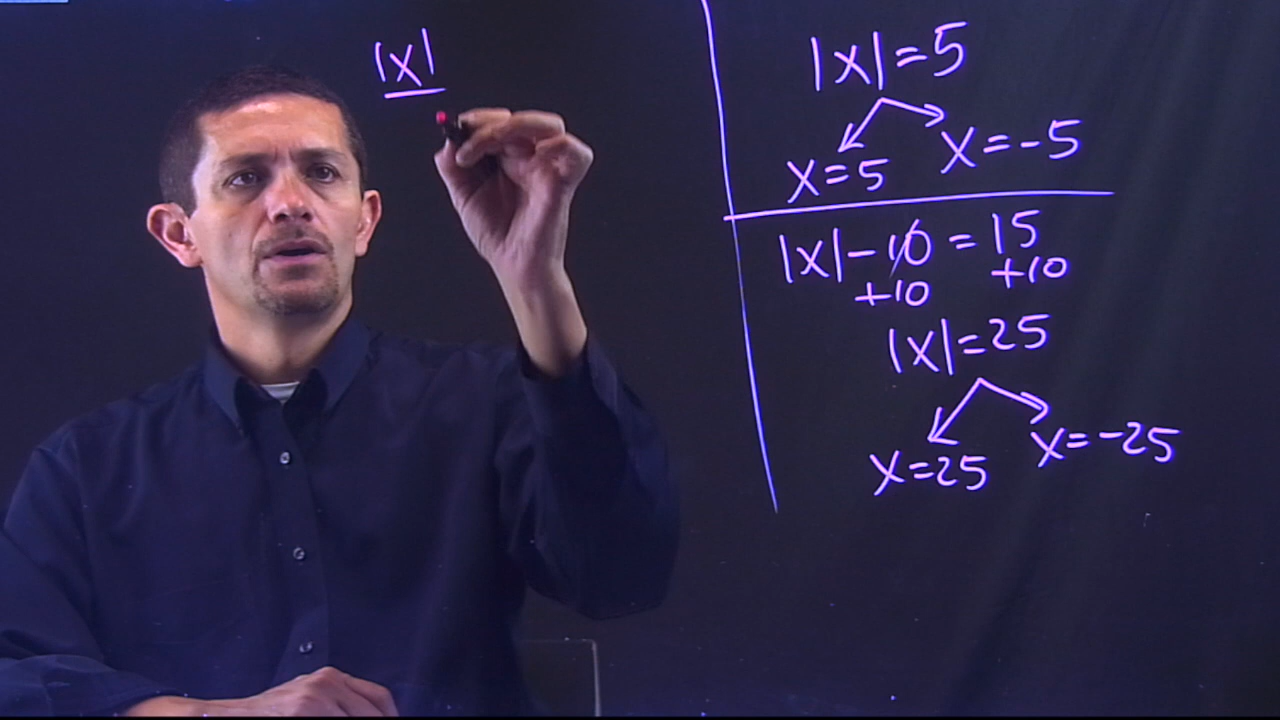 |x|
|x|=5
x=5 x=-5
|x|-10 = 15
+10 +10
|x|=25
x=25 x=-25